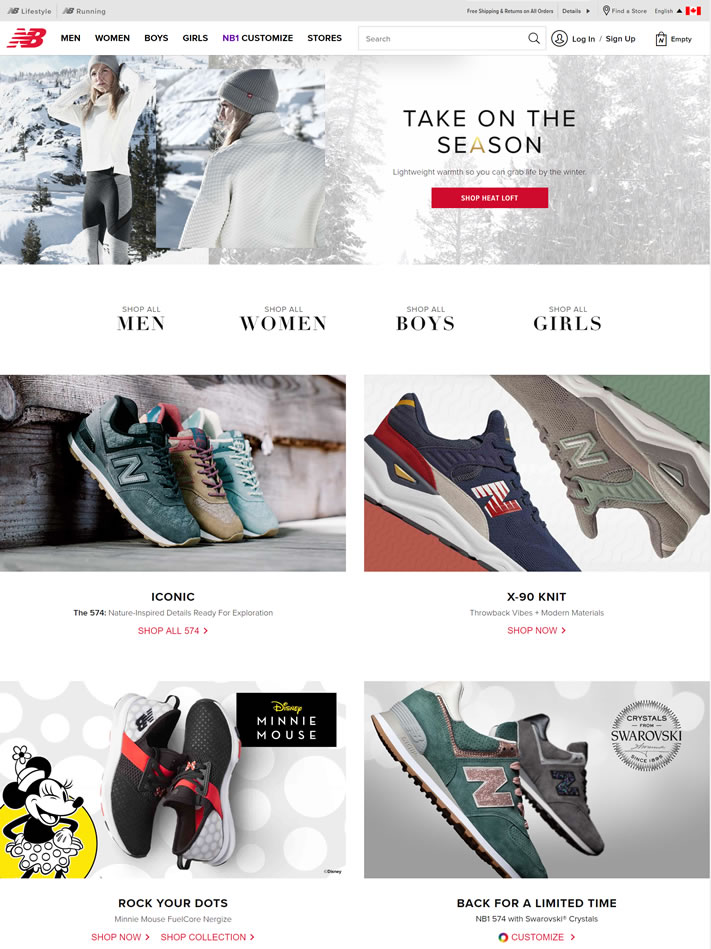 NB Lifestyle
NB Running
Free Shipping & Returns on All Orders
Details
Find a Store
English
NB
MEN
WOMEN
BOYS
GIRLS
NB1 CUSTOMIZE
STORES
Search
Log In / Sign Up
N
Empty
TAKE ON THE
SEASON
Lightweight warmth so you can grab life by the winter.
SHOP HEAT LOFT
SHOP ALL
MEN
SHOP ALL
WOMEN
SHOP ALL
BOYS
SHOP ALL
GIRLS
N
N
N
N
ICONIC
The 574: Nature-Inspired Details Ready For Exploration
SHOP ALL 574
X-90 KNIT
Throwback Vibes + Modern Materials
SHOP NOW
NB
Disney
MINNIE
MOUSE
©Disney
N
N
CRYSTALS
FROM
SWAROVSKI
SINCE 1895
ROCK YOUR DOTS
Minnie Mouse FuelCore Nergize
SHOP NOW
SHOP COLLECTION
BACK FOR A LIMITED TIME
NB1 574 with Swarovski® Crystals
CUSTOMIZE